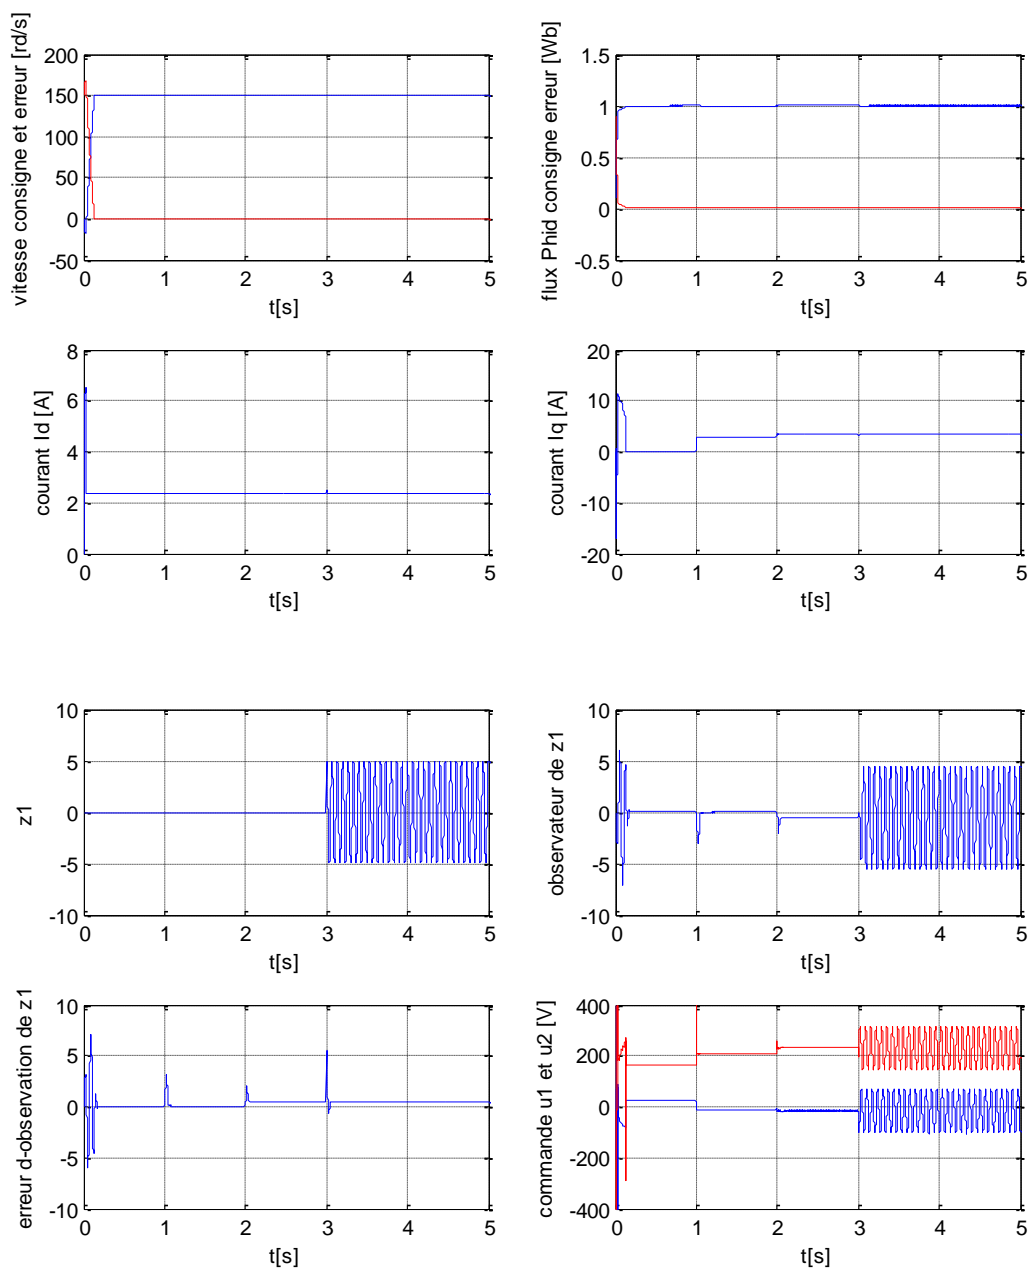 vitesse consigne et erreur [rd/s]
200
150
100
50
0
-50
0 1 2 3 4 5
t[s]
flux Phid consigne erreur [Wb]
1.5
1
0.5
0
-0.5
0 1 2 3 4 5
t[s]
courant Id [A]
8
6
4
2
0
0 1 2 3 4 5
t[s]
courant Iq [A]
20
10
0
-10
-20
0 1 2 3 4 5
t[s]
z1
10
5
0
-5
-10
0 1 2 3 4 5
t[s]
observateur de z1
10
5
0
-5
-10
0 1 2 3 4 5
t[s]
erreur d-observation de z1
10
5
0
-5
-10
0 1 2 3 4 5
t[s]
commande u1 et u2 [V]
400
200
0
-200
-400
0 1 2 3 4 5
t[s]